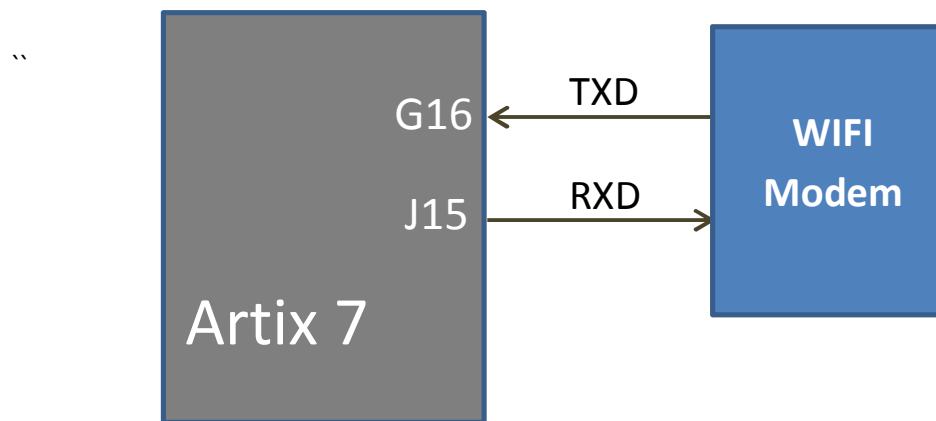 ``
G16
TXD
J15
RXD
WIFI
Modem
Artix 7